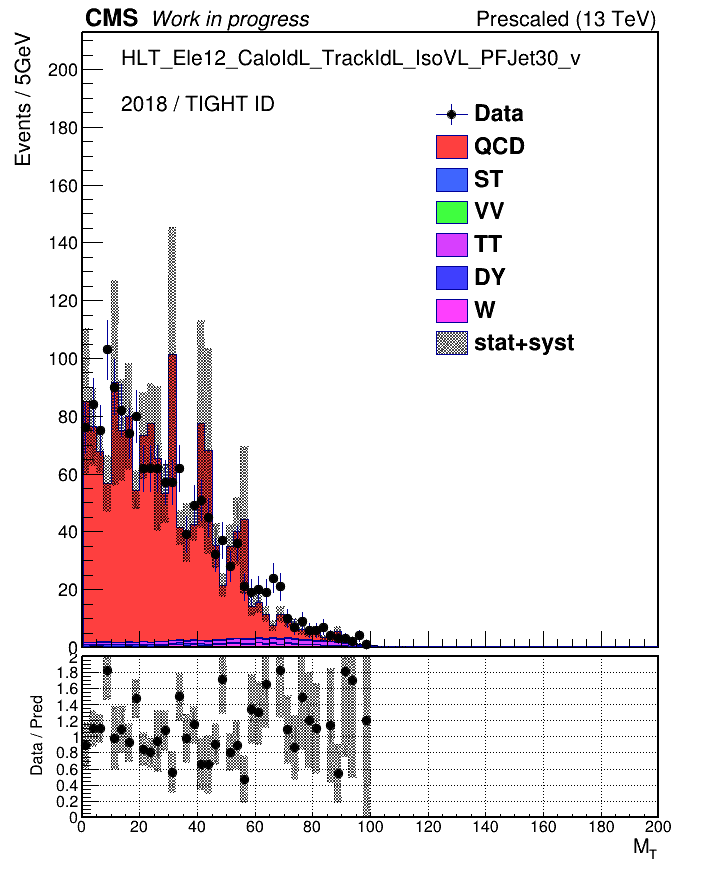 CMS Work in progress Prescaled (13 TeV)
Events / 5GeV
HLT_Ele12_CaloIdL_TrackIdL_IsoVL_PFJet30_v
2018 / TIGHT ID
Data
QCD
ST
VV
TT
DY
W
stat+syst
200
180
160
140
120
100
80
60
40
20
0
Data / Pred
2
1.8
1.6
1.4
1.2
1
0.8
0.6
0.4
0.2
0
0 20 40 60 80 100 120 140 160 180 200
M_T